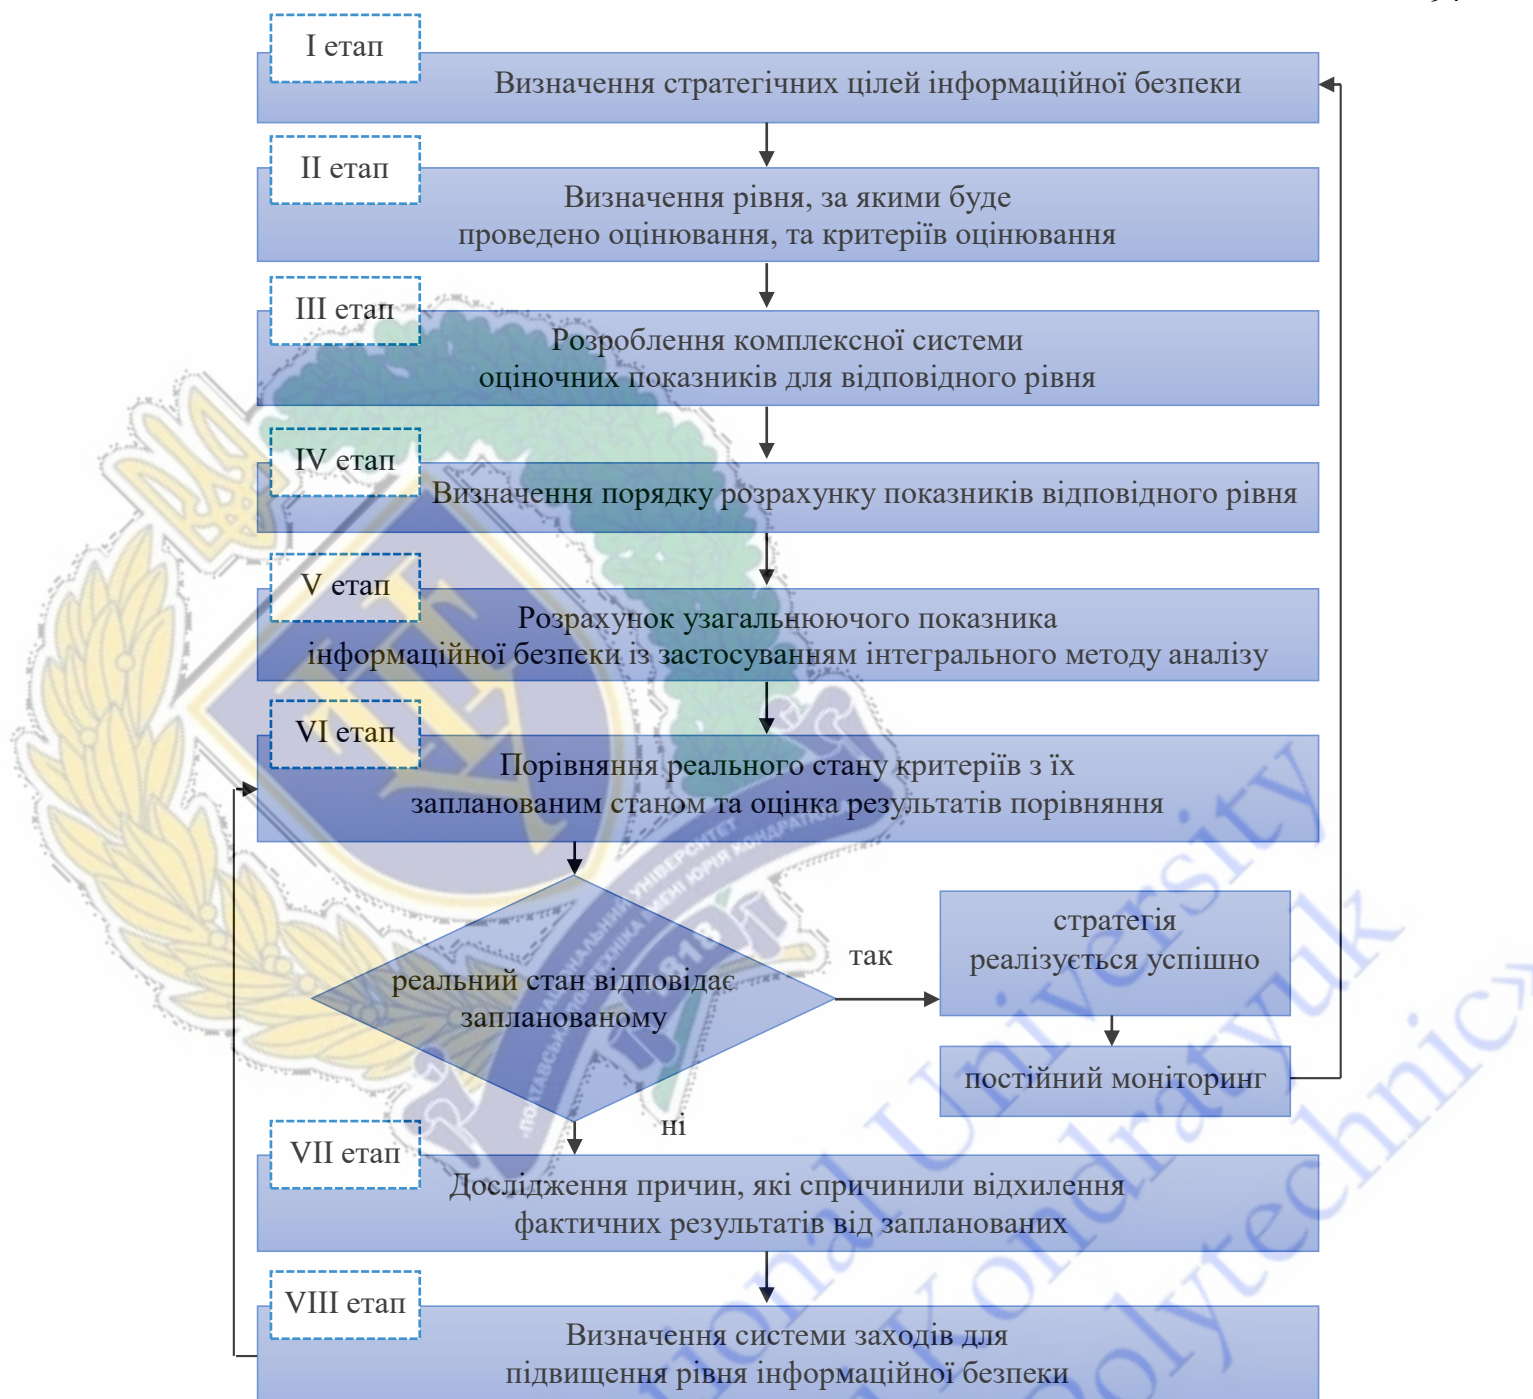 I етап
Визначення стратегічних цілей інформаційної безпеки
II етап
Визначення рівня, за якими буде
проведено оцінювання, та критеріїв оцінювання
III етап
Розроблення комплексної системи
оціночних показників для відповідного рівня
IV етап
Визначення порядку розрахунку показників відповідного рівня
V етап
Розрахунок узагальнюючого показника
інформаційної безпеки із застосуванням інтегрального методу аналізу
VI етап
Порівняння реального стану критеріїв з їх
запланованим станом та оцінка результатів порівняння
реальний стан відповідає
запланованому
так
стратегія
реалізується успішно
постійний моніторинг
ні
VII етап
Дослідження причин, які спричинили відхилення
фактичних результатів від запланованих
VIII етап
Визначення системи заходів для
підвищення рівня інформаційної безпеки
1818
University
Kondratyuk
Polytechnic»